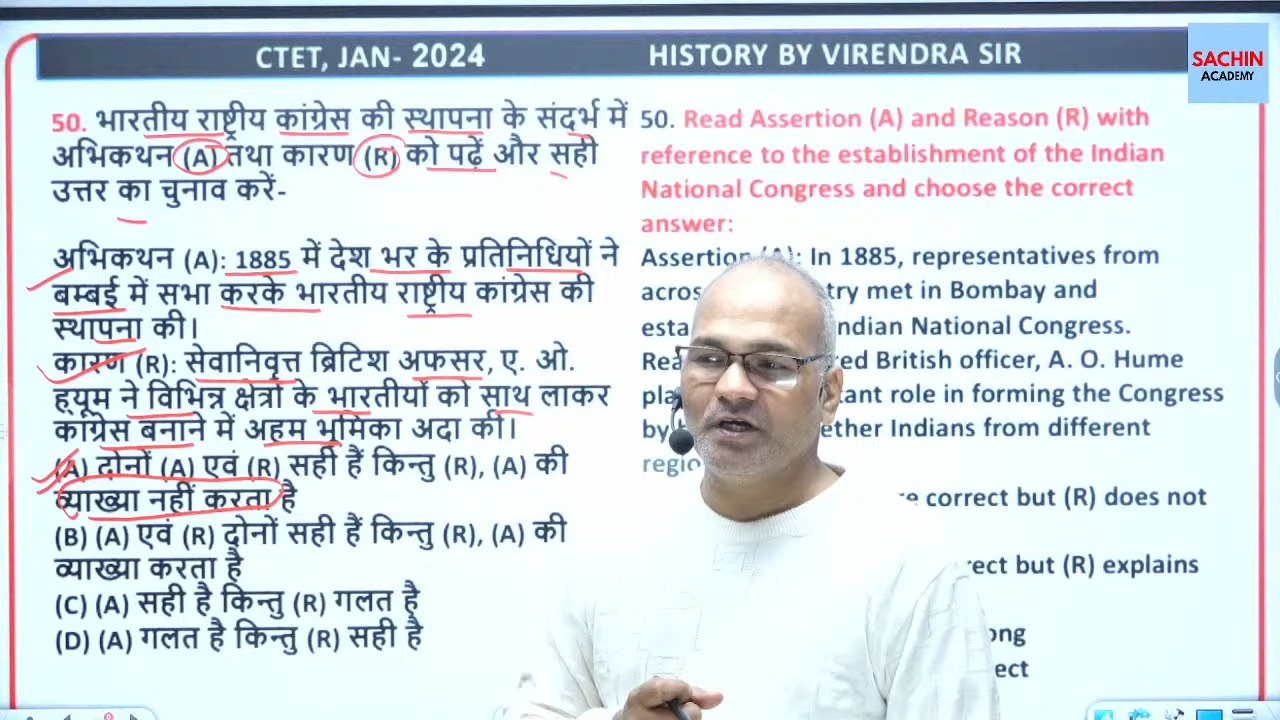 CTET, JAN- 2024
HISTORY BY VIRENDRA SIR
SACHIN
ACADEMY
50. भारतीय राष्ट्रीय कांग्रेस की स्थापना के संदर्भ में
अभिकथन (A) तथा कारण (R) को पढ़ें और सही
उत्तर का चुनाव करें-
अभिकथन (A): 1885 में देश भर के प्रतिनिधियों ने
बम्बई में सभा करके भारतीय राष्ट्रीय कांग्रेस की
स्थापना की।
कारण (R): सेवानिवृत्त ब्रिटिश अफसर, ए. ओ.
ह्यूम ने विभिन्न क्षेत्रों के भारतीयों को साथ लाकर
कांग्रेस बनाने में अहम भूमिका अदा की।
(A) दोनों (A) एवं (R) सही हैं किन्तु (R), (A) की
व्याख्या नहीं करता है
(B) (A) एवं (R) दोनों सही हैं किन्तु (R), (A) की
व्याख्या करता है
(C) (A) सही है किन्तु (R) गलत है
(D) (A) गलत है किन्तु (R) सही है
50. Read Assertion (A) and Reason (R) with
reference to the establishment of the Indian
National Congress and choose the correct
answer:
Assertion (A): In 1885, representatives from
met in Bombay and
Indian National Congress.
British officer, A. O. Hume
role in forming the Congress
Indians from different
correct but (R) does not
but (R) explains